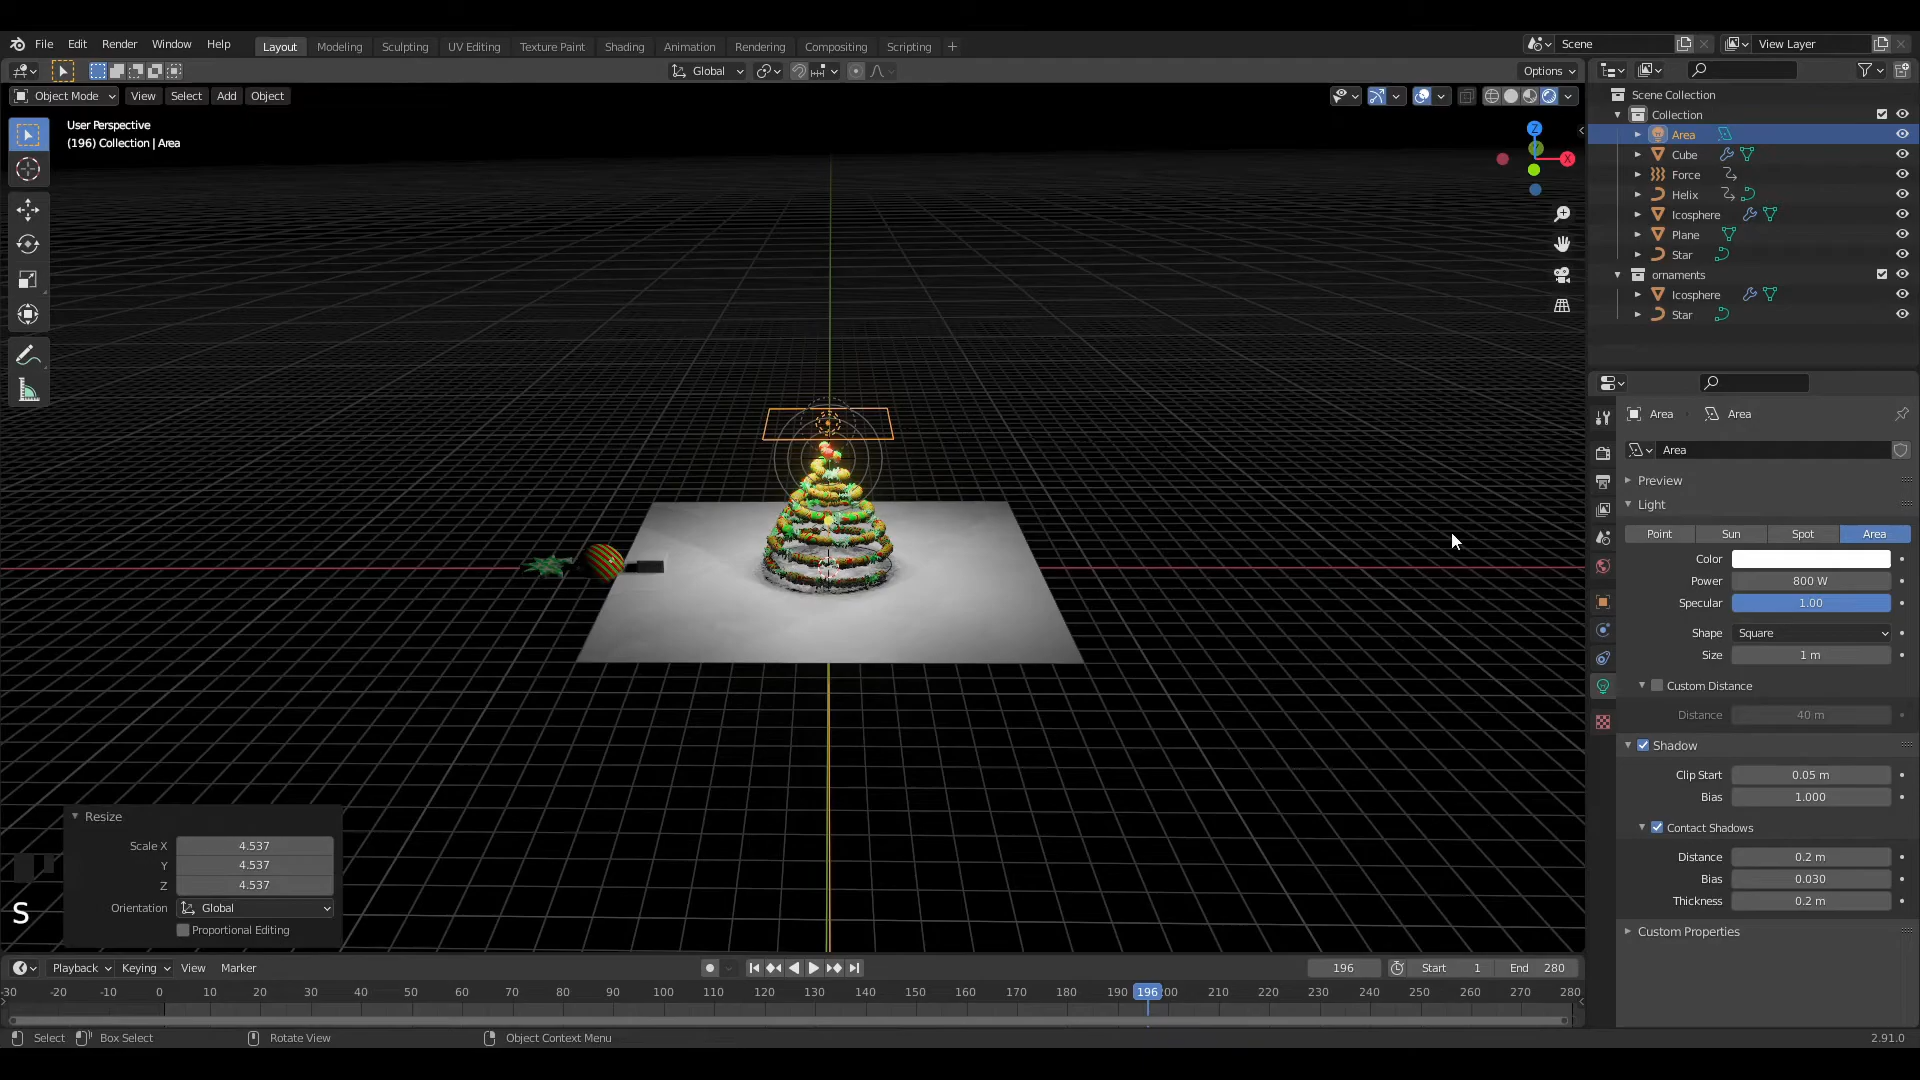 File Edit Render Window Help Layout Modeling Sculpting UV Editing Texture Paint Shading Animation Rendering Compositing Scripting + Scene View Layer
Global Options
Object Mode View Select Add Object
User Perspective
(196) Collection | Area
Z
X
Scene Collection
Collection
Area
Cube
Force
Helix
Icosphere
Plane
Star
ornaments
Icosphere
Star
Area Area
Area
Preview
Light
Point Sun Spot Area
Color
Power 800 W
Specular 1.00
Shape Square
Size 1 m
Custom Distance
Distance 40 m
Shadow
Clip Start 0.05 m
Bias 1.000
Contact Shadows
Distance 0.2 m
Bias 0.030
Thickness 0.2 m
Custom Properties
Resize
Scale X 4.537
Y 4.537
Z 4.537
Orientation Global
Proportional Editing
S
Playback Keying View Marker 196 Start 1 End 280
-30 -20 -10 0 10 20 30 40 50 60 70 80 90 100 110 120 130 140 150 160 170 180 190 196 00 210 220 230 240 250 260 270 280
Select Box Select Rotate View Object Context Menu 2.91.0